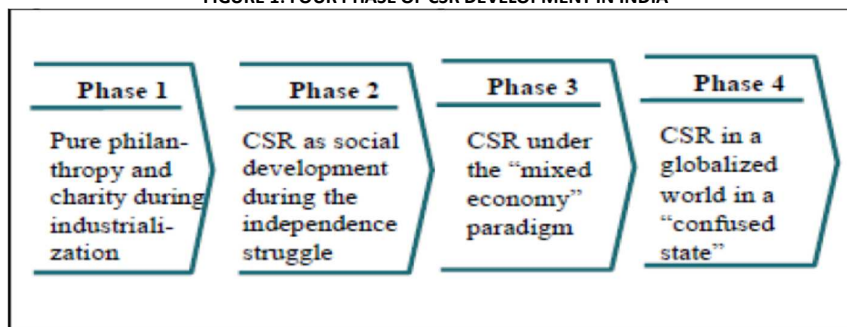 FIGURE 1: FOUR PHASE OF CSR DEVELOPMENT IN INDIA
Phase 1
Pure philan-
thropy and
charity during
industriali-
zation
Phase 2
CSR as social
development
during the
independence
struggle
Phase 3
CSR under
the “mixed
economy”
paradigm
Phase 4
CSR in a
globalized
world in a
“confused
state”